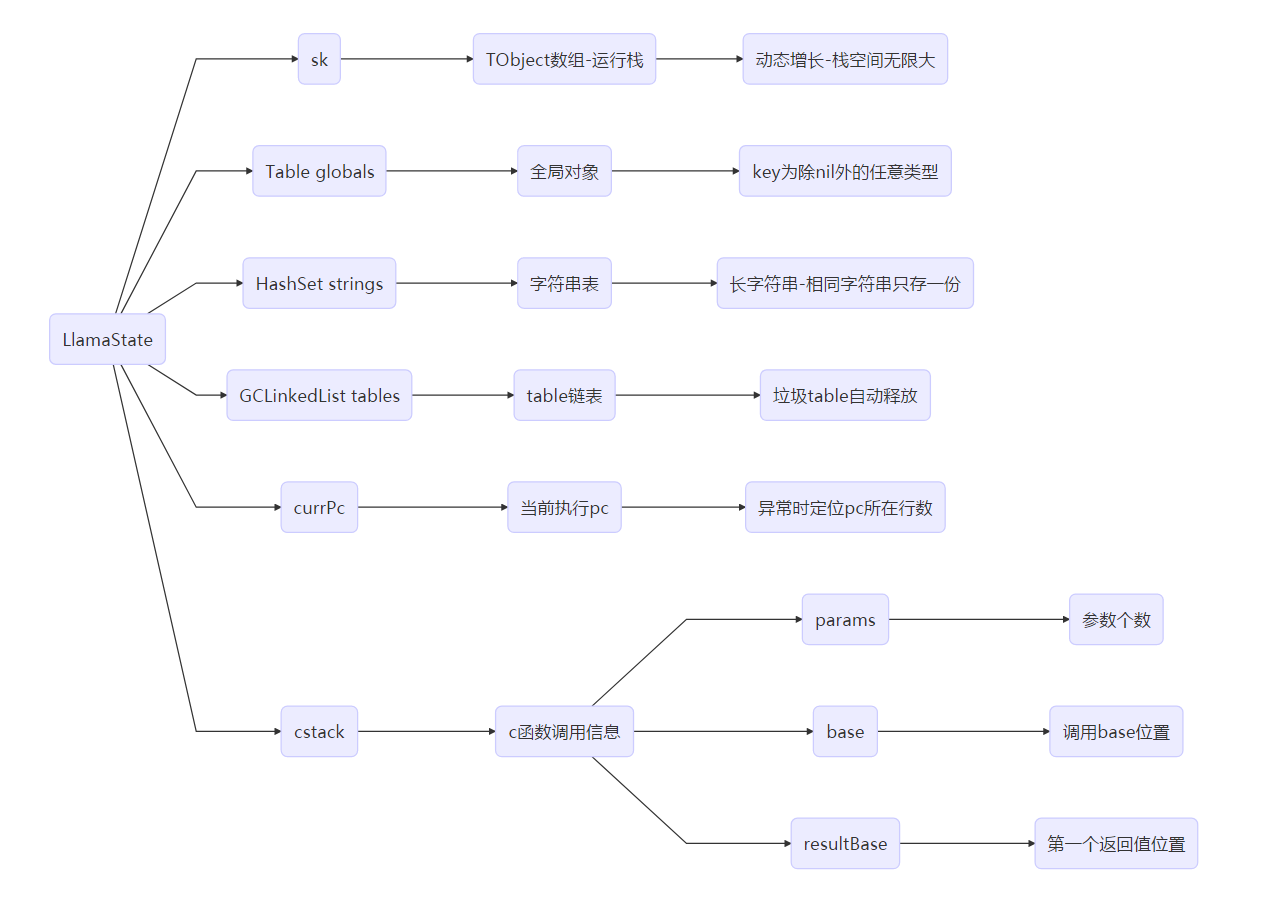 sk
TObject数组-运行栈
动态增长-栈空间无限大
Table globals
全局对象
key为除nil外的任意类型
HashSet strings
字符串表
长字符串-相同字符串只存一份
LlamaState
GCLinkedList tables
table链表
垃圾table自动释放
currPc
当前执行pc
异常时定位pc所在行数
params
参数个数
cstack
c函数调用信息
base
调用base位置
resultBase
第一个返回值位置